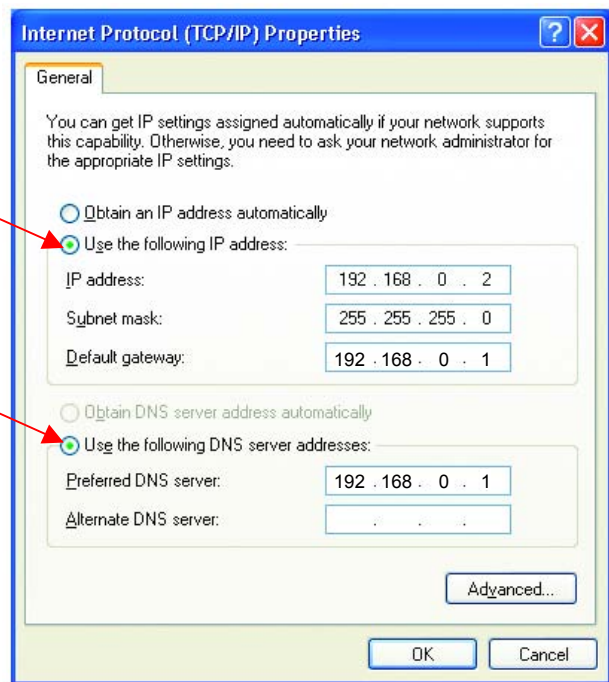 Internet Protocol (TCP/IP) Properties
General
You can get IP settings assigned automatically if your network supports
this capability. Otherwise, you need to ask your network administrator for
the appropriate IP settings.
Obtain an IP address automatically
Use the following IP address:
IP address: 192 . 168 . 0 . 2
Subnet mask: 255 . 255 . 255 . 0
Default gateway: 192 . 168 . 0 . 1
Obtain DNS server address automatically
Use the following DNS server addresses:
Preferred DNS server: 192 . 168 . 0 . 1
Alternate DNS server: . . .
Advanced...
OK Cancel